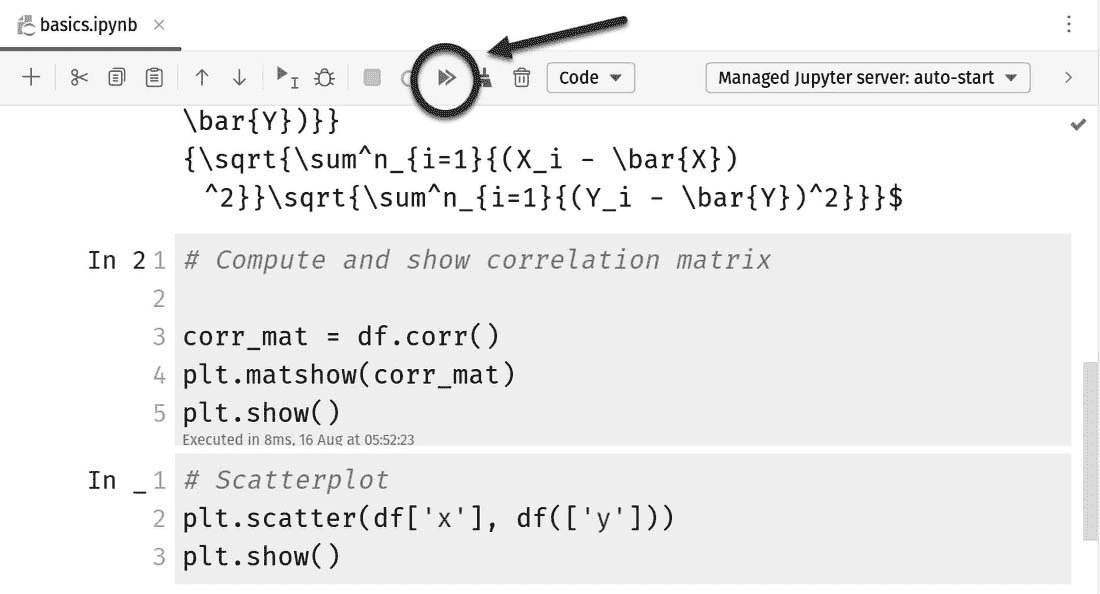 basics.ipynb
Code
Managed Jupyter server: auto-start
\bar{Y})}}
{\sqrt{\sum^n_{i=1}{(X_i - \bar{X})
^2}}\sqrt{\sum^n_{i=1}{(Y_i - \bar{Y})^2}}}$
In 2 1 # Compute and show correlation matrix
2
3 corr_mat = df.corr()
4 plt.matshow(corr_mat)
5 plt.show()
Executed in 8ms, 16 Aug at 05:52:23
In _ 1 # Scatterplot
2 plt.scatter(df['x'], df(['y']))
3 plt.show()